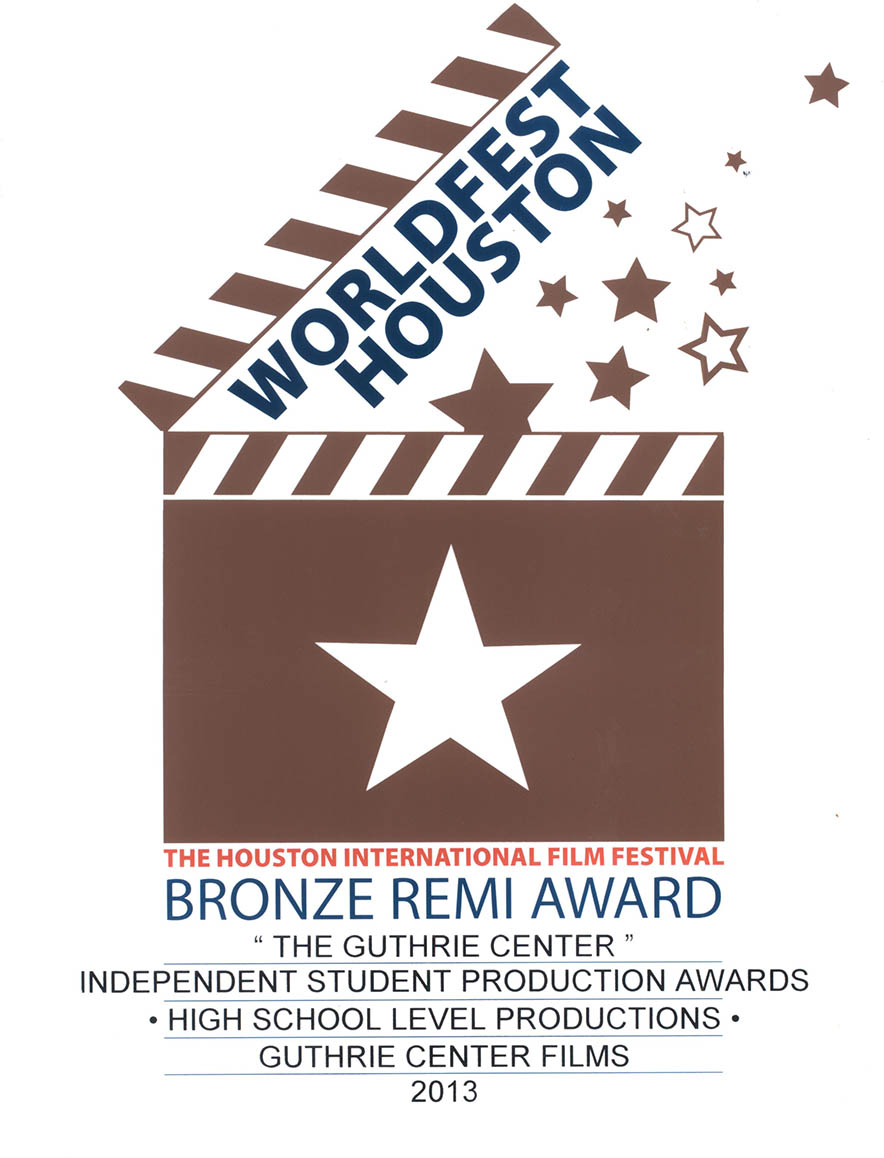 WORLDFEST
HOUSTON
THE HOUSTON INTERNATIONAL FILM FESTIVAL
BRONZE REMI AWARD
“ THE GUTHRIE CENTER ”
INDEPENDENT STUDENT PRODUCTION AWARDS
• HIGH SCHOOL LEVEL PRODUCTIONS •
GUTHRIE CENTER FILMS
2013